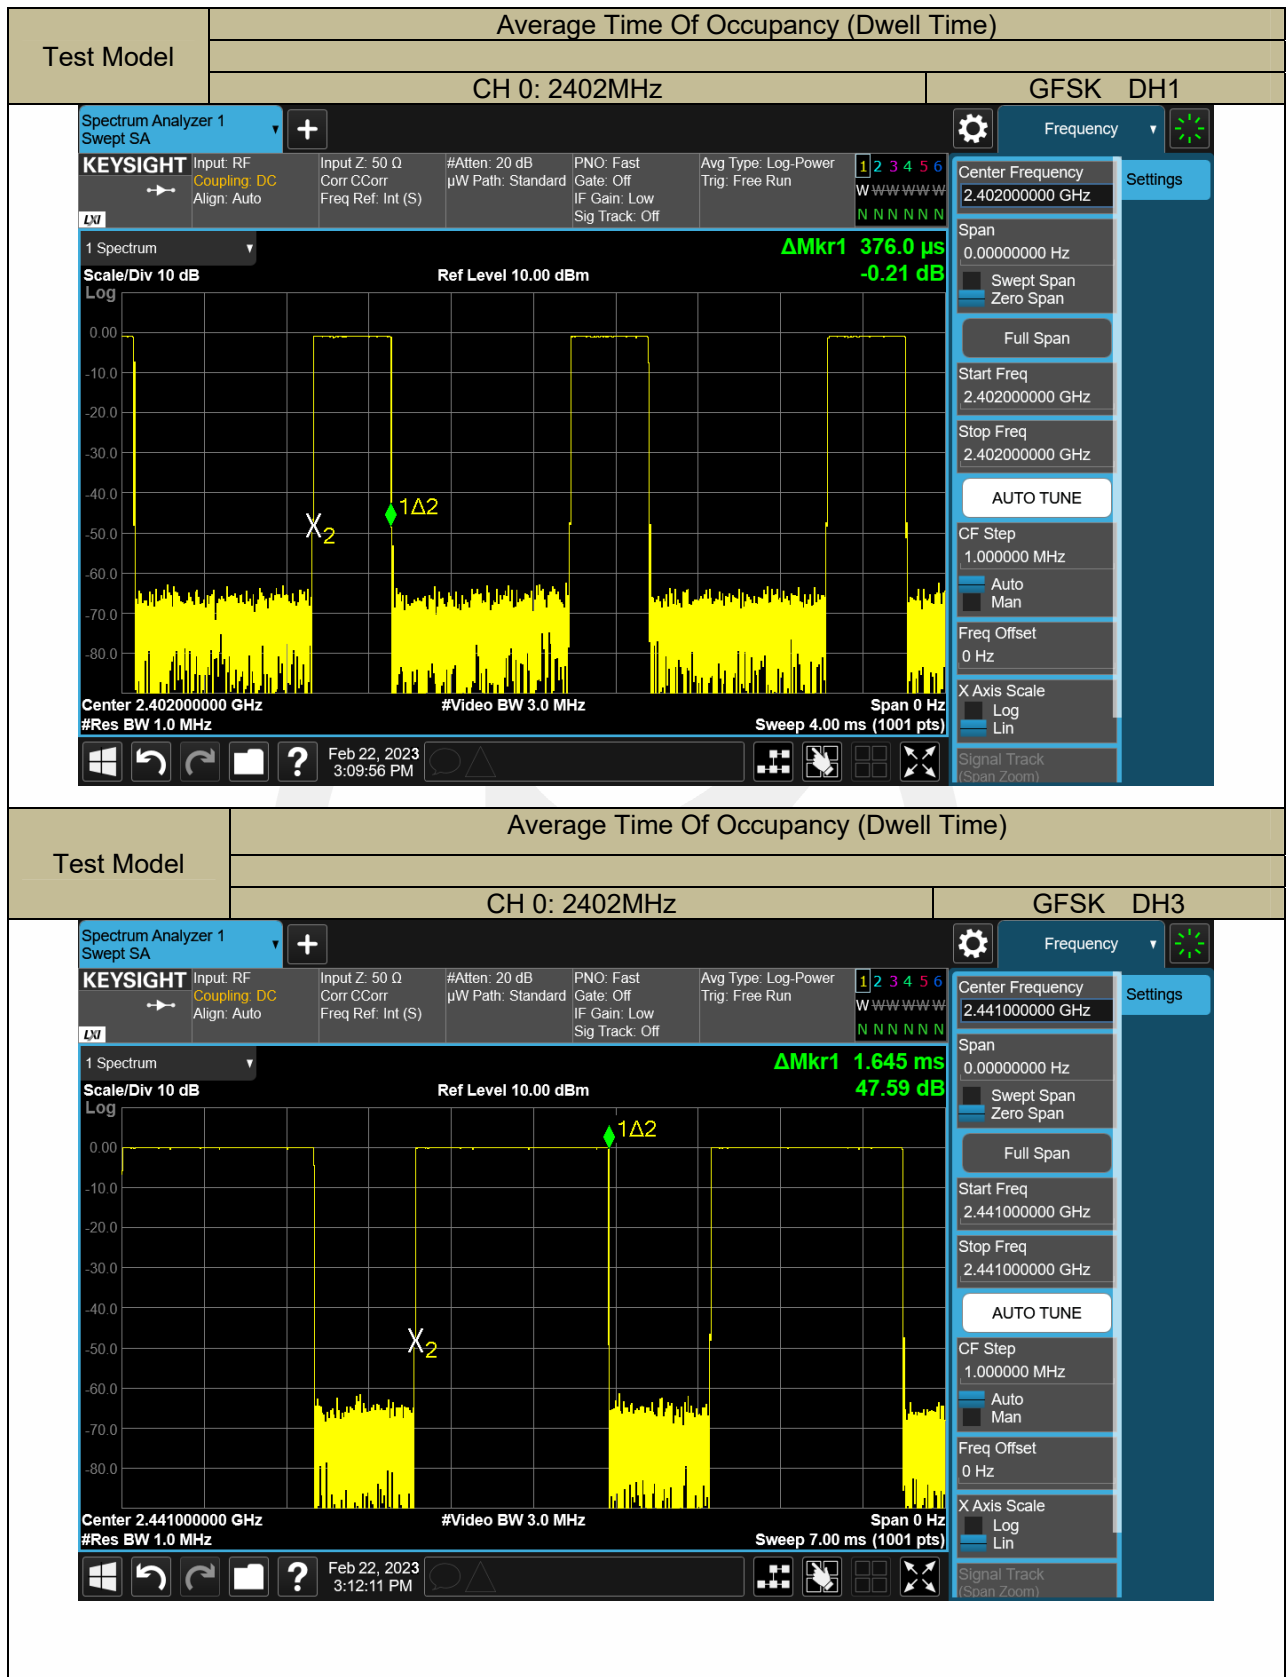 Test Model
Average Time Of Occupancy (Dwell Time)
CH 0: 2402MHz
GFSK DH1
Spectrum Analyzer 1
Swept SA
Frequency
KEYSIGHT
LXI
Input: RF
Coupling: DC
Align: Auto
Input Z: 50 Ω
Corr CCorr
Freq Ref: Int (S)
#Atten: 20 dB
µW Path: Standard
PNO: Fast
Gate: Off
IF Gain: Low
Sig Track: Off
Avg Type: Log-Power
Trig: Free Run
1 2 3 4 5 6
W W W W W W
N N N N N N
1 Spectrum
Scale/Div 10 dB
Log
Ref Level 10.00 dBm
ΔMkr1 376.0 µs
-0.21 dB
0.00
-10.0
-20.0
-30.0
-40.0
-50.0
-60.0
-70.0
-80.0
X2
1Δ2
Center 2.402000000 GHz
#Res BW 1.0 MHz
#Video BW 3.0 MHz
Span 0 Hz
Sweep 4.00 ms (1001 pts)
Feb 22, 2023
3:09:56 PM
Center Frequency
2.402000000 GHz
Settings
Span
0.00000000 Hz
Swept Span
Zero Span
Full Span
Start Freq
2.402000000 GHz
Stop Freq
2.402000000 GHz
AUTO TUNE
CF Step
1.000000 MHz
Auto
Man
Freq Offset
0 Hz
X Axis Scale
Log
Lin
Signal Track
(Span Zoom)
Test Model
Average Time Of Occupancy (Dwell Time)
CH 0: 2402MHz
GFSK DH3
Spectrum Analyzer 1
Swept SA
Frequency
KEYSIGHT
LXI
Input: RF
Coupling: DC
Align: Auto
Input Z: 50 Ω
Corr CCorr
Freq Ref: Int (S)
#Atten: 20 dB
µW Path: Standard
PNO: Fast
Gate: Off
IF Gain: Low
Sig Track: Off
Avg Type: Log-Power
Trig: Free Run
1 2 3 4 5 6
W W W W W W
N N N N N N
1 Spectrum
Scale/Div 10 dB
Log
Ref Level 10.00 dBm
ΔMkr1 1.645 ms
47.59 dB
0.00
-10.0
-20.0
-30.0
-40.0
-50.0
-60.0
-70.0
-80.0
1Δ2
X2
Center 2.441000000 GHz
#Res BW 1.0 MHz
#Video BW 3.0 MHz
Span 0 Hz
Sweep 7.00 ms (1001 pts)
Feb 22, 2023
3:12:11 PM
Center Frequency
2.441000000 GHz
Settings
Span
0.00000000 Hz
Swept Span
Zero Span
Full Span
Start Freq
2.441000000 GHz
Stop Freq
2.441000000 GHz
AUTO TUNE
CF Step
1.000000 MHz
Auto
Man
Freq Offset
0 Hz
X Axis Scale
Log
Lin
Signal Track
(Span Zoom)